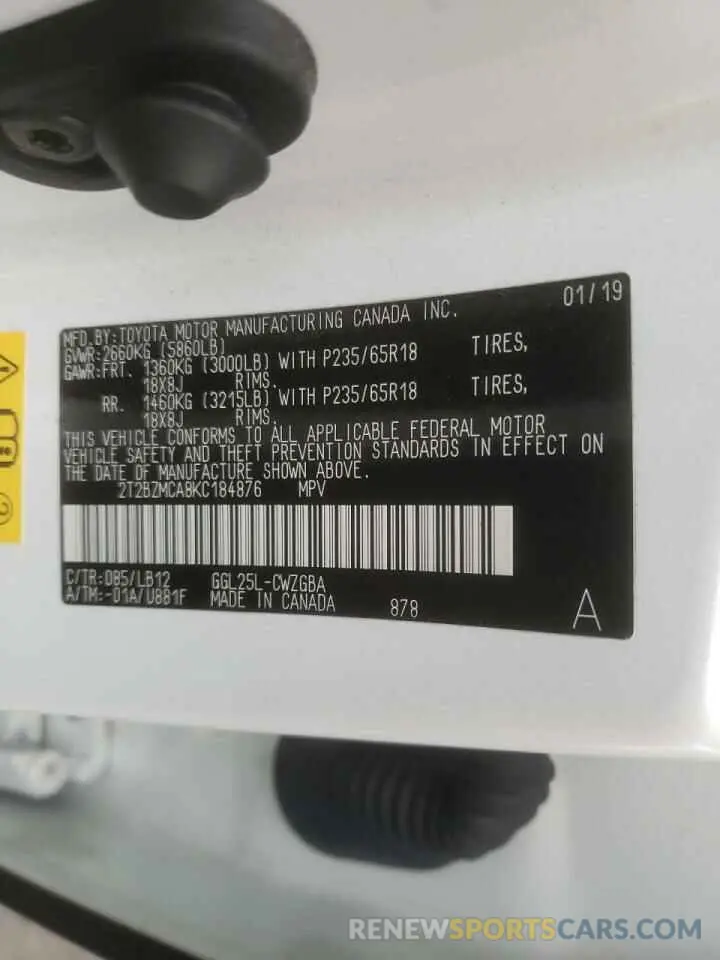 MFD.BY:TOYOTA MOTOR MANUFACTURING CANADA INC. 01/19
GVWR:2660KG (5860LB)
GAWR:FRT. 1360KG (3000LB) WITH P235/65R18 TIRES,
18X8J RIMS.
RR. 1460KG (3215LB) WITH P235/65R18 TIRES,
18X8J RIMS.
THIS VEHICLE CONFORMS TO ALL APPLICABLE FEDERAL MOTOR
VEHICLE SAFETY AND THEFT PREVENTION STANDARDS IN EFFECT ON
THE DATE OF MANUFACTURE SHOWN ABOVE.
2T2BZMCA8KC184876 MPV
C/TR:085/LB12 GGL25L-CWZGBA
A/TM:-01A/U881F MADE IN CANADA 878 A
RENEWSPORTSCARS.COM